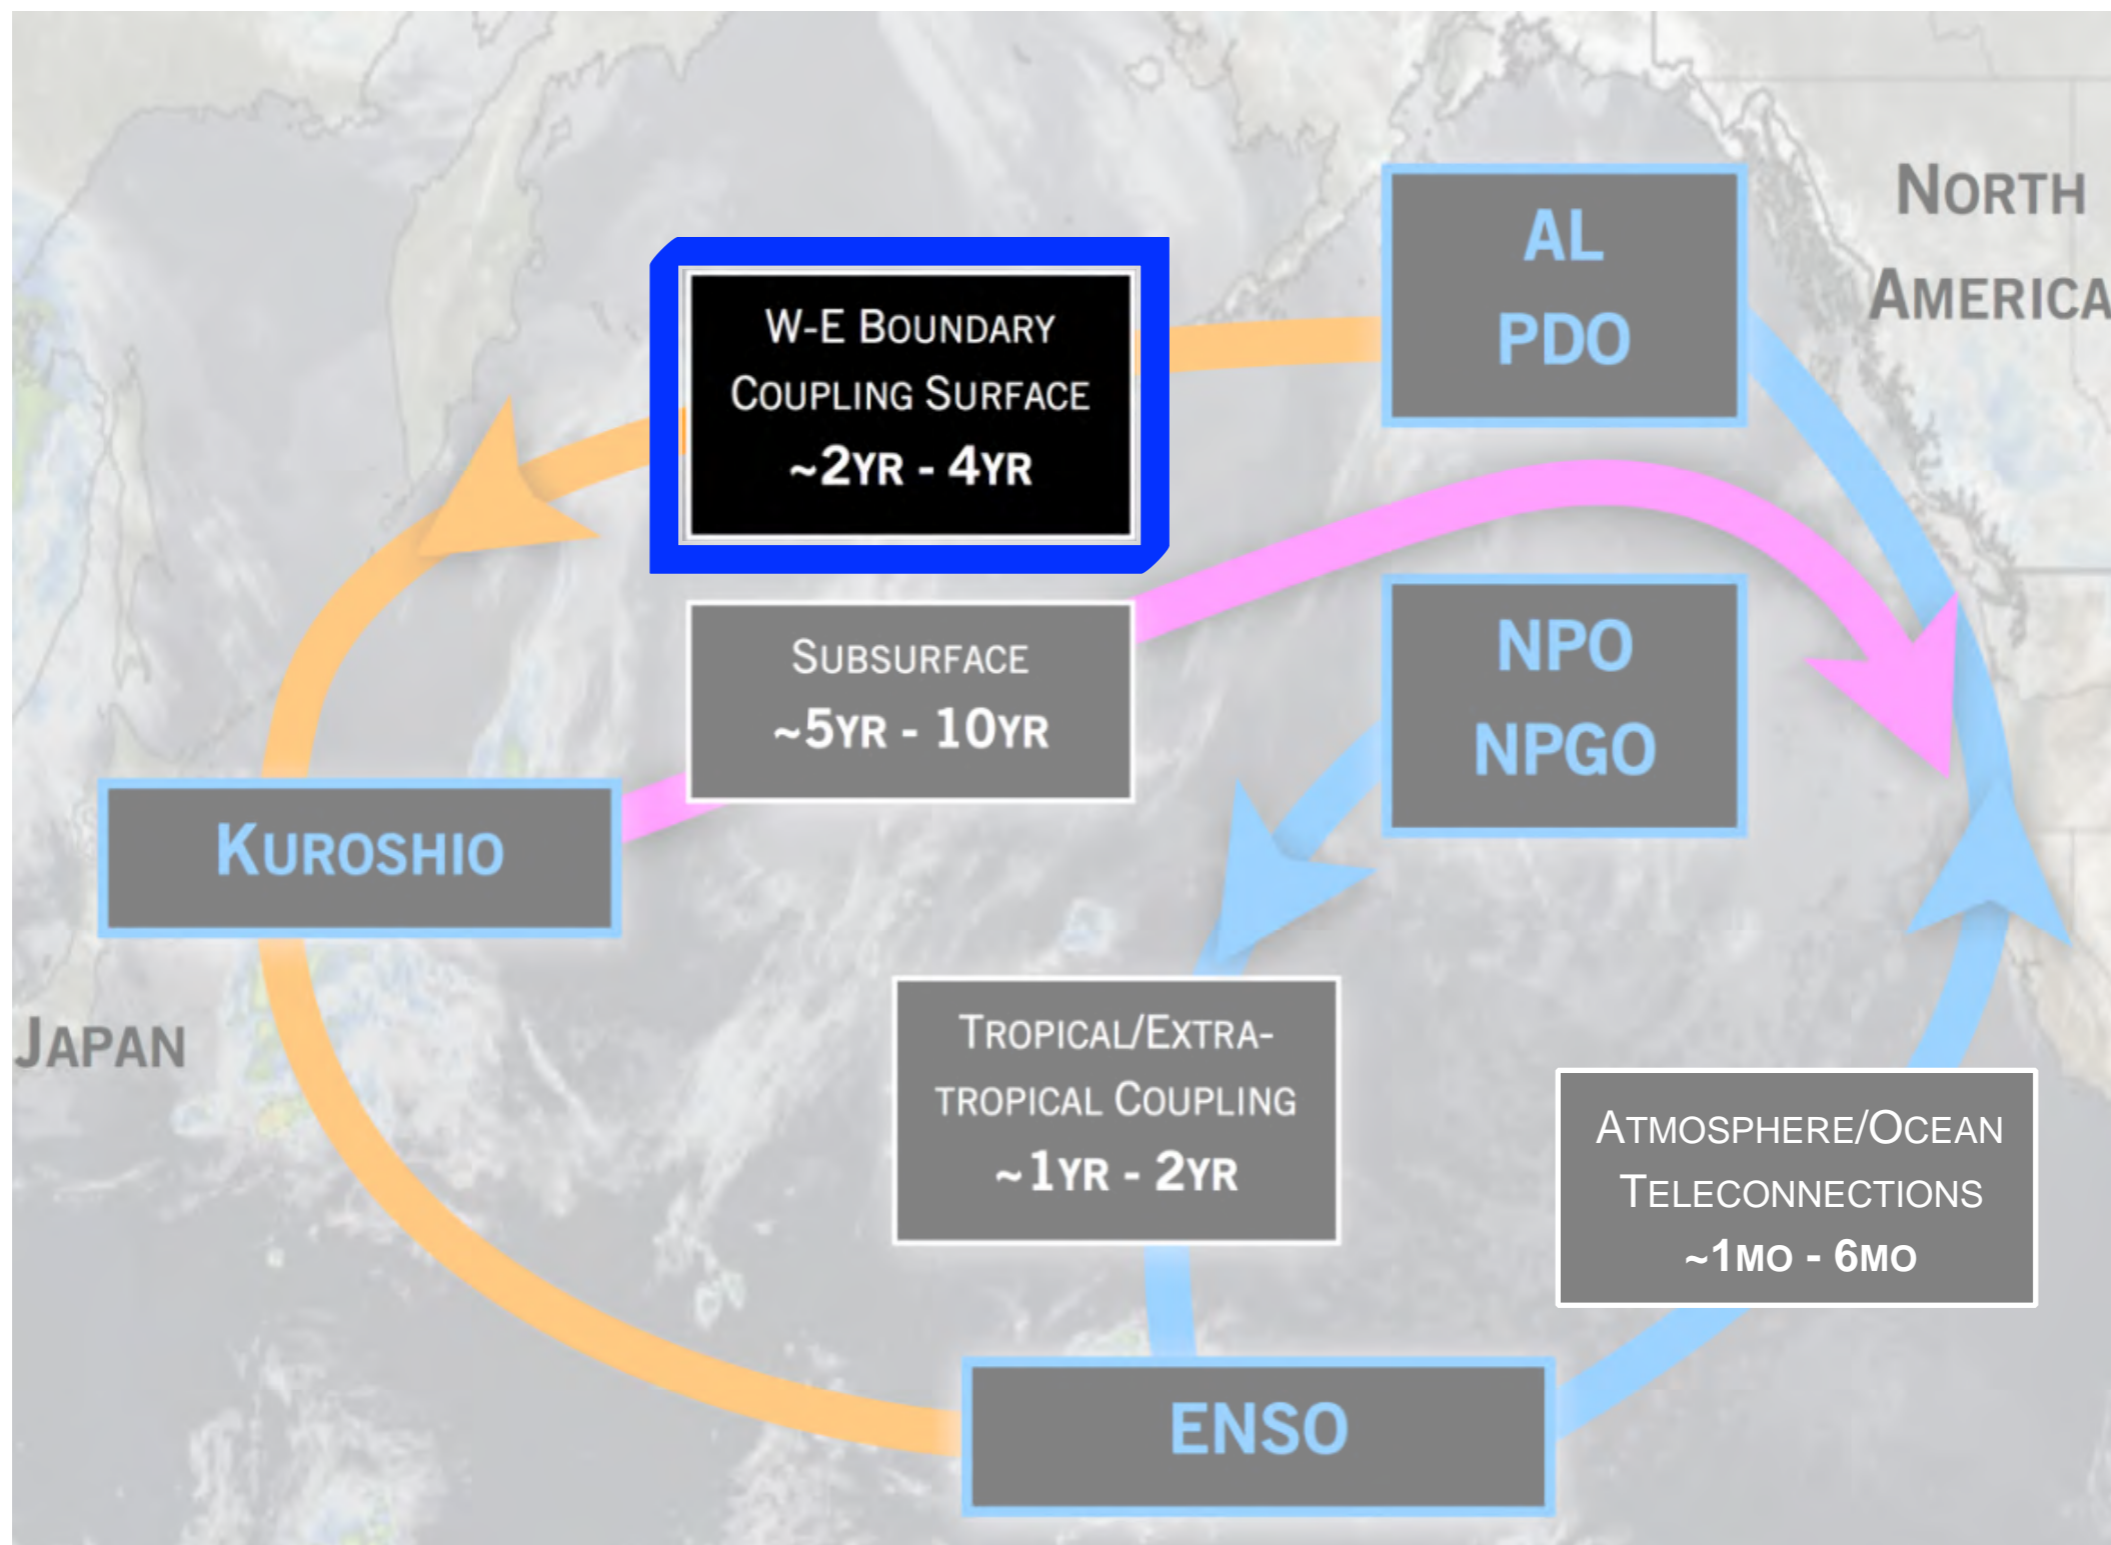 NORTH
AMERICA
AL
PDO
W-E BOUNDARY
COUPLING SURFACE
~2YR - 4YR
SUBSURFACE
~5YR - 10YR
NPO
NPGO
KUROSHIO
JAPAN
TROPICAL/EXTRA-
TROPICAL COUPLING
~1YR - 2YR
ATMOSPHERE/OCEAN
TELECONNECTIONS
~1MO - 6MO
ENSO